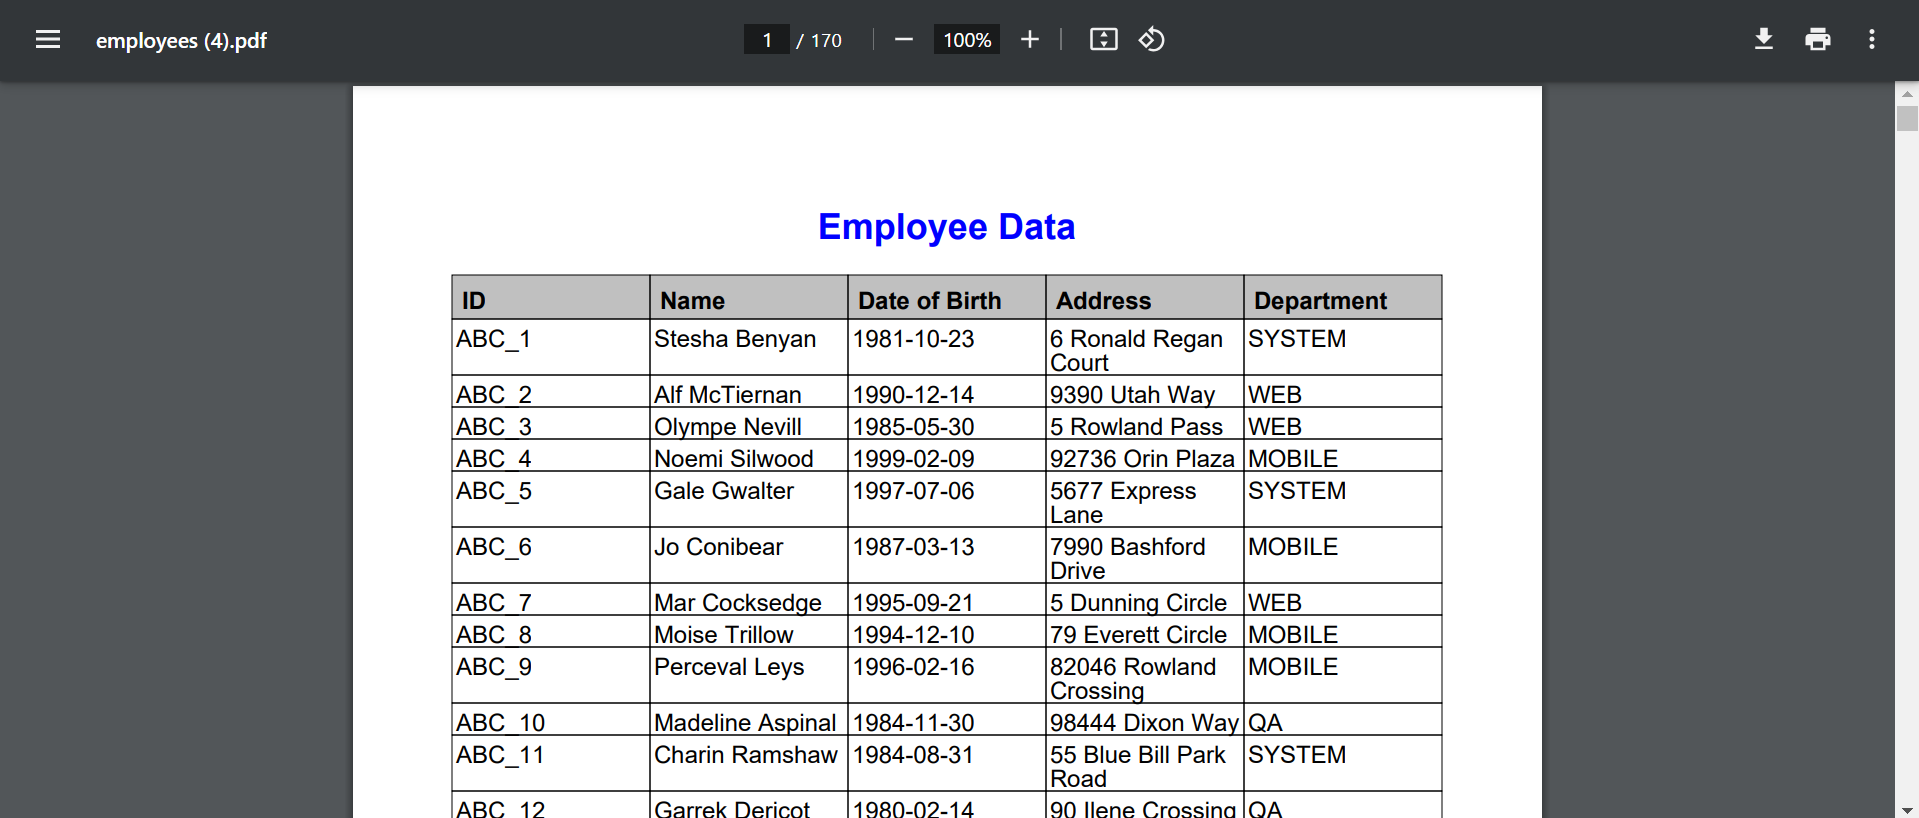 employees (4).pdf
1 / 170
100%
Employee Data
ID Name Date of Birth Address Department
ABC_1 Stesha Benyan 1981-10-23 6 Ronald Regan SYSTEM
Court
ABC_2 Alf McTiernan 1990-12-14 9390 Utah Way WEB
ABC_3 Olympe Nevill 1985-05-30 5 Rowland Pass WEB
ABC_4 Noemi Silwood 1999-02-09 92736 Orin Plaza MOBILE
ABC_5 Gale Gwalter 1997-07-06 5677 Express SYSTEM
Lane
ABC_6 Jo Conibear 1987-03-13 7990 Bashford MOBILE
Drive
ABC_7 Mar Cocksedge 1995-09-21 5 Dunning Circle WEB
ABC_8 Moise Trillow 1994-12-10 79 Everett Circle MOBILE
ABC_9 Perceval Leys 1996-02-16 82046 Rowland MOBILE
Crossing
ABC_10 Madeline Aspinal 1984-11-30 98444 Dixon Way QA
ABC_11 Charin Ramshaw 1984-08-31 55 Blue Bill Park SYSTEM
Road
ABC_12 Garrek Dericot 1980-02-14 90 Ilene Crossing QA